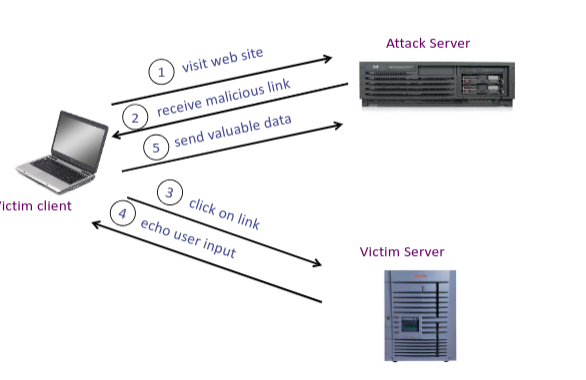 Attack Server
1 visit web site
2 receive malicious link
5 send valuable data
Victim client
3 click on link
4 echo user input
Victim Server